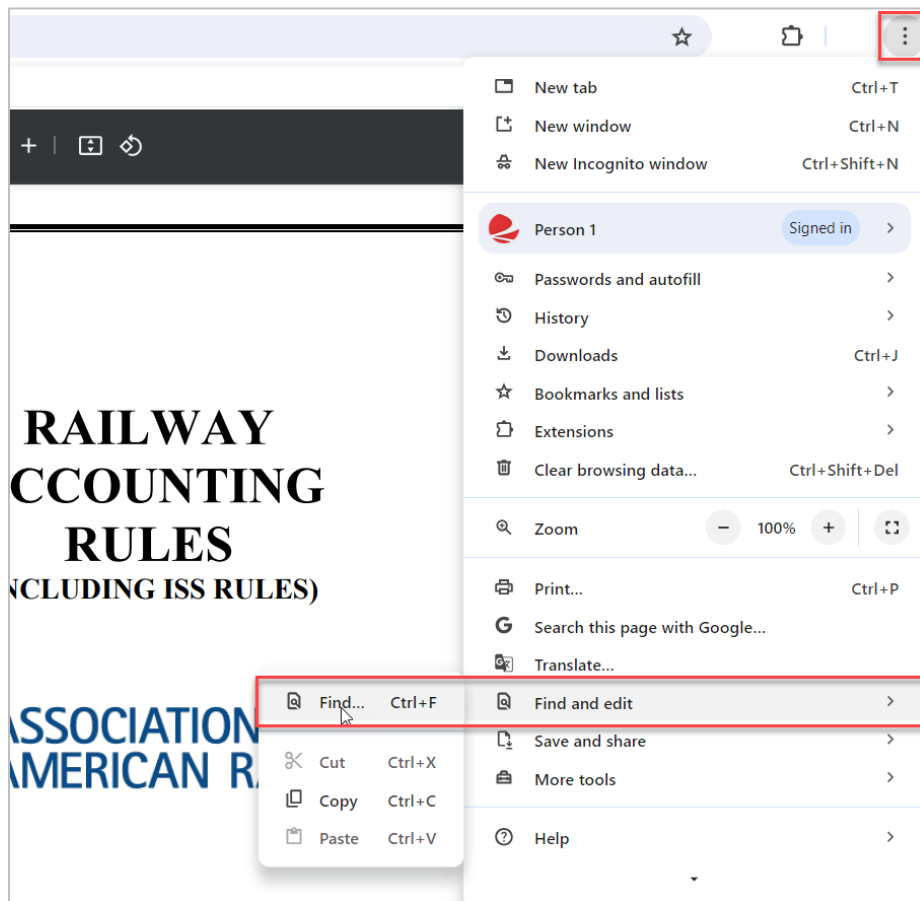 New tab Ctrl+T
New window Ctrl+N
New Incognito window Ctrl+Shift+N
Person 1 Signed in
Passwords and autofill
History
Downloads Ctrl+J
Bookmarks and lists
Extensions
Clear browsing data... Ctrl+Shift+Del
Zoom − 100% +
Print... Ctrl+P
Search this page with Google...
Translate...
Find and edit
Save and share
More tools
Help
Find... Ctrl+F
Cut Ctrl+X
Copy Ctrl+C
Paste Ctrl+V
RAILWAY
CCOUNTING
RULES
NCLUDING ISS RULES)
ASSOCIATION
AMERICAN R